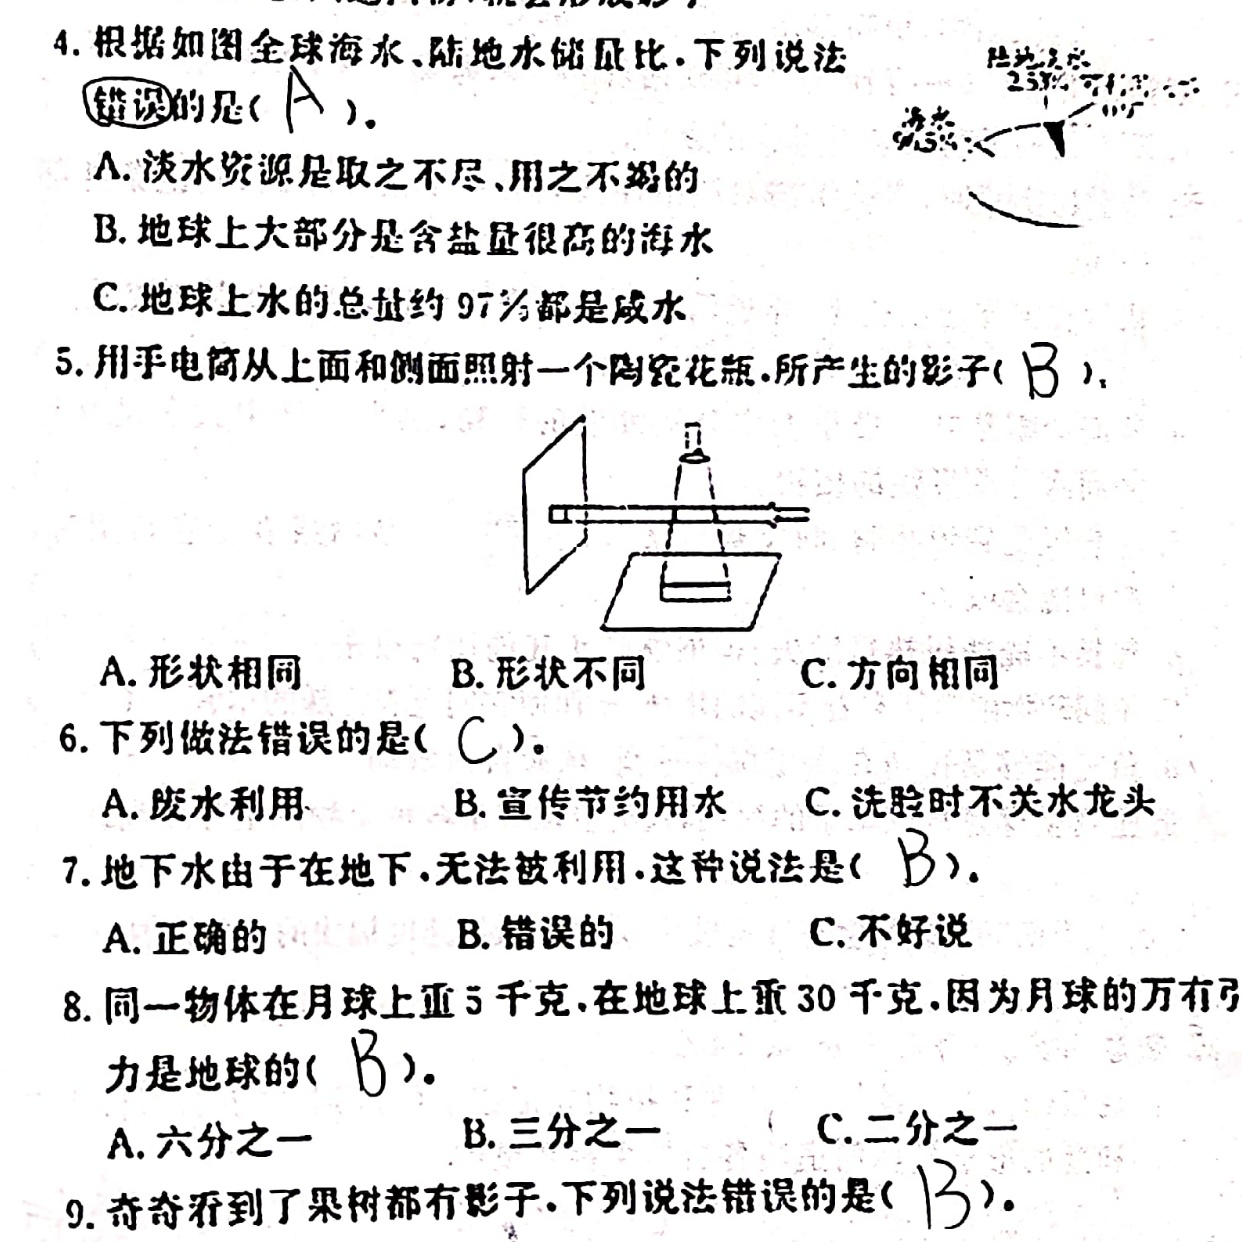 4. 根据如图全球海水、陆地水储量比,下列说法
错误的是( A )。
陆地淡水
海水
A. 淡水资源是取之不尽、用之不竭的
B. 地球上大部分是含盐量很高的海水
C. 地球上水的总量约 97%都是咸水
5. 用手电筒从上面和侧面照射一个陶瓷花瓶,所产生的影子( B )。
A. 形状相同 B. 形状不同 C. 方向相同
6. 下列做法错误的是( C )。
A. 废水利用 B. 宣传节约用水 C. 洗脸时不关水龙头
7. 地下水由于在地下,无法被利用,这种说法是( B )。
A. 正确的 B. 错误的 C. 不好说
8. 同一物体在月球上重 5 千克,在地球上重 30 千克,因为月球的万有引
力是地球的( B )。
A. 六分之一 B. 三分之一 C. 二分之一
9. 奇奇看到了果树都有影子,下列说法错误的是( B )。